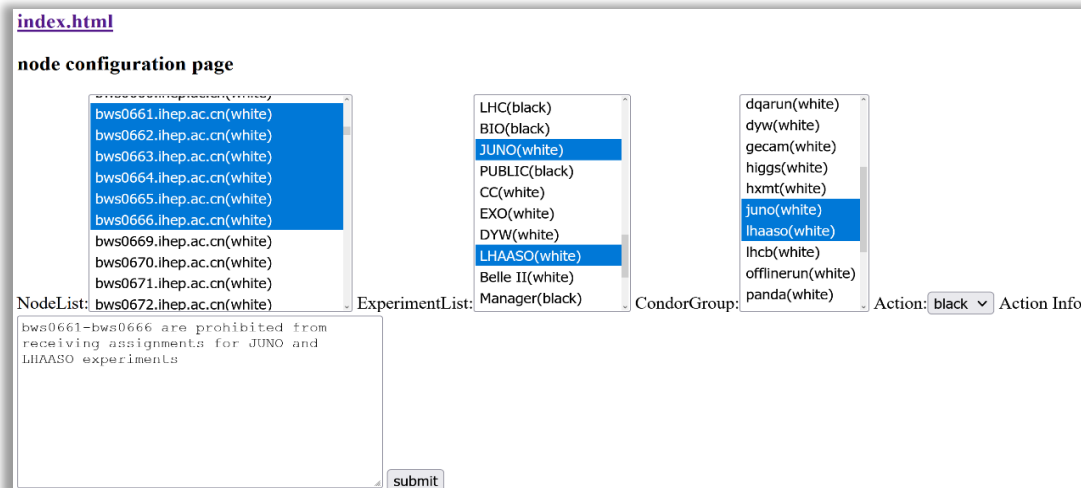 index.html
node configuration page
bws0661.ihep.ac.cn(white)
bws0662.ihep.ac.cn(white)
bws0663.ihep.ac.cn(white)
bws0664.ihep.ac.cn(white)
bws0665.ihep.ac.cn(white)
bws0666.ihep.ac.cn(white)
bws0669.ihep.ac.cn(white)
bws0670.ihep.ac.cn(white)
bws0671.ihep.ac.cn(white)
NodeList: bws0672.ihep.ac.cn(white)
LHC(black)
BIO(black)
JUNO(white)
PUBLIC(black)
CC(white)
EXO(white)
DYW(white)
LHAASO(white)
Belle II(white)
ExperimentList: Manager(black)
dqarun(white)
dyw(white)
gecam(white)
higgs(white)
hxmt(white)
juno(white)
lhaaso(white)
lhcb(white)
offlinerun(white)
CondorGroup: panda(white)
Action: black Action Info
bws0661-bws0666 are prohibited from
receiving assignments for JUNO and
LHAASO experiments
submit